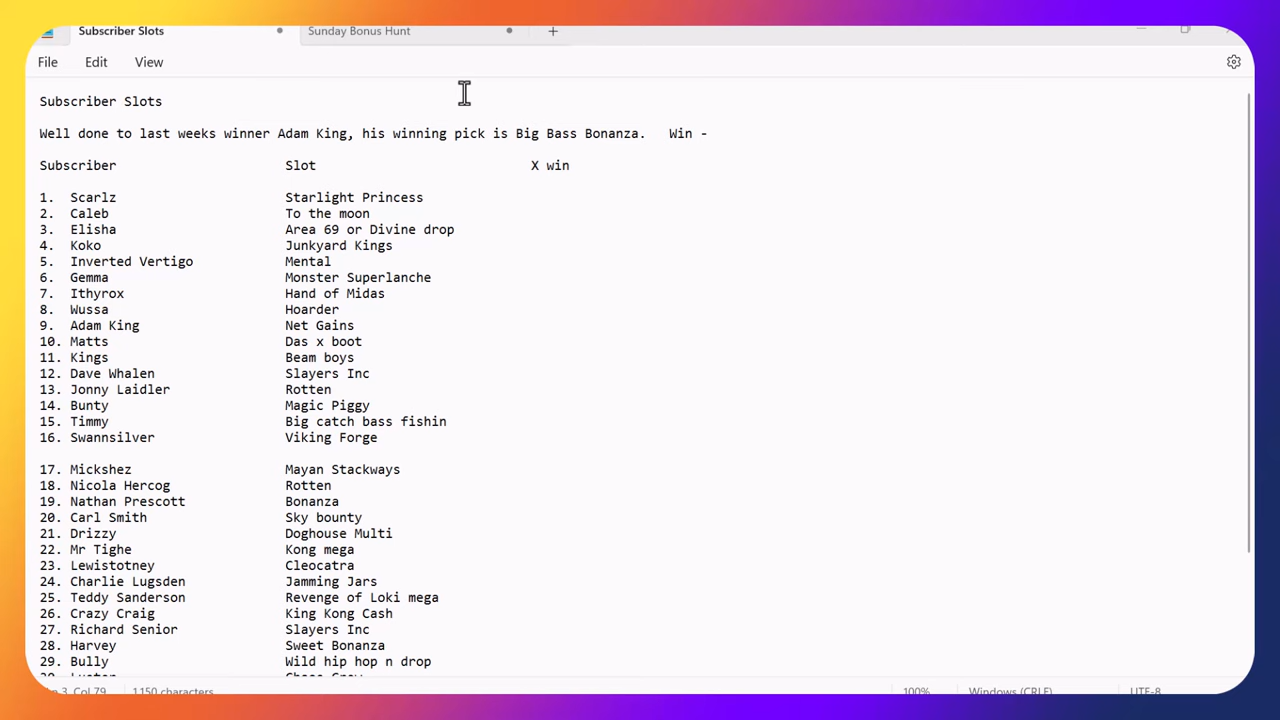 Subscriber Slots
Sunday Bonus Hunt
File Edit View
Subscriber Slots
Well done to last weeks winner Adam King, his winning pick is Big Bass Bonanza. Win -
Subscriber Slot X win
1. Scarlz Starlight Princess
2. Caleb To the moon
3. Elisha Area 69 or Divine drop
4. Koko Junkyard Kings
5. Inverted Vertigo Mental
6. Gemma Monster Superlanche
7. Ithyrox Hand of Midas
8. Wussa Hoarder
9. Adam King Net Gains
10. Matts Das x boot
11. Kings Beam boys
12. Dave Whalen Slayers Inc
13. Jonny Laidler Rotten
14. Bunty Magic Piggy
15. Timmy Big catch bass fishin
16. Swannsilver Viking Forge
17. Mickshez Mayan Stackways
18. Nicola Hercog Rotten
19. Nathan Prescott Bonanza
20. Carl Smith Sky bounty
21. Drizzy Doghouse Multi
22. Mr Tighe Kong mega
23. Lewistotney Cleocatra
24. Charlie Lugsden Jamming Jars
25. Teddy Sanderson Revenge of Loki mega
26. Crazy Craig King Kong Cash
27. Richard Senior Slayers Inc
28. Harvey Sweet Bonanza
29. Bully Wild hip hop n drop
3, Col 79 1150 characters 100% Windows (CRLF) UTF-8